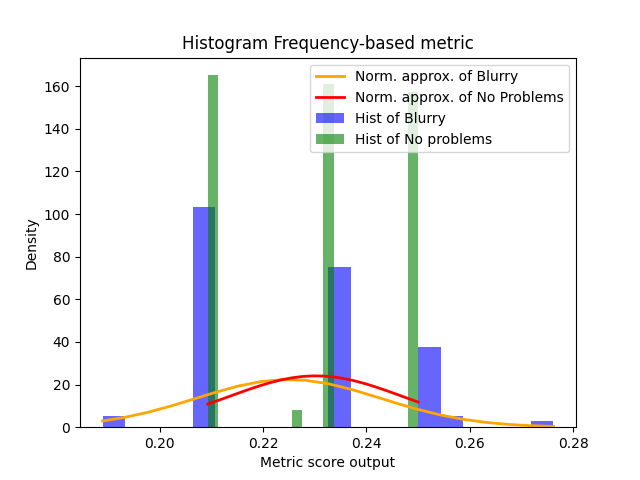 Histogram Frequency-based metric
Norm. approx. of Blurry
Norm. approx. of No Problems
Hist of Blurry
Hist of No problems
Density
160
140
120
100
80
60
40
20
0
0.20
0.22
0.24
0.26
0.28
Metric score output